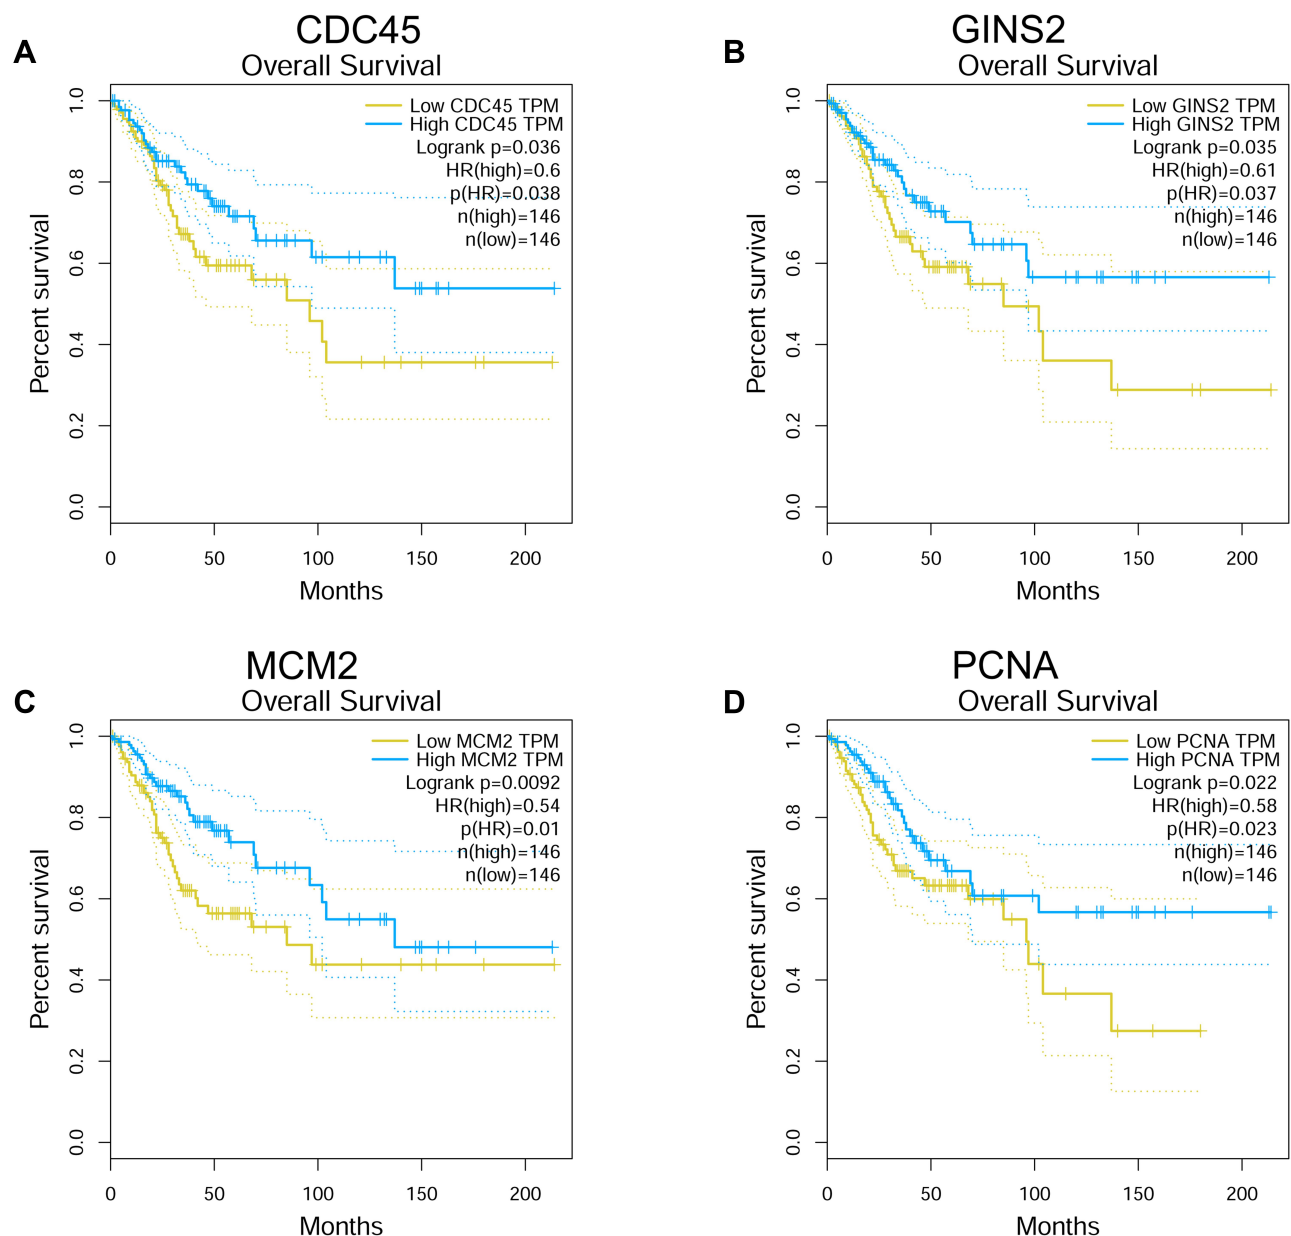 A
CDC45
Overall Survival
Low CDC45 TPM
High CDC45 TPM
Logrank p=0.036
HR(high)=0.6
p(HR)=0.038
n(high)=146
n(low)=146
Percent survival
1.0
0.8
0.6
0.4
0.2
0.0
0 50 100 150 200
Months
B
GINS2
Overall Survival
Low GINS2 TPM
High GINS2 TPM
Logrank p=0.035
HR(high)=0.61
p(HR)=0.037
n(high)=146
n(low)=146
Percent survival
1.0
0.8
0.6
0.4
0.2
0.0
0 50 100 150 200
Months
C
MCM2
Overall Survival
Low MCM2 TPM
High MCM2 TPM
Logrank p=0.0092
HR(high)=0.54
p(HR)=0.01
n(high)=146
n(low)=146
Percent survival
1.0
0.8
0.6
0.4
0.2
0.0
0 50 100 150 200
Months
D
PCNA
Overall Survival
Low PCNA TPM
High PCNA TPM
Logrank p=0.022
HR(high)=0.58
p(HR)=0.023
n(high)=146
n(low)=146
Percent survival
1.0
0.8
0.6
0.4
0.2
0.0
0 50 100 150 200
Months